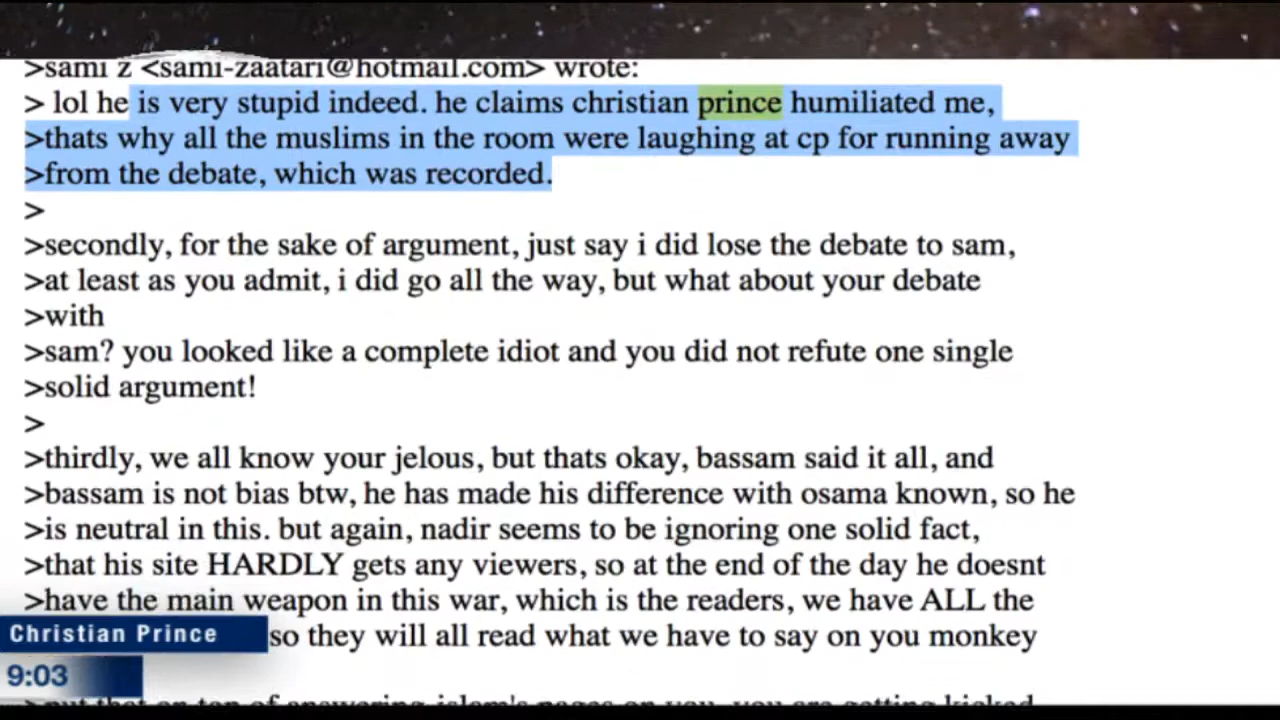 >sami z <sami-zaatari@hotmail.com> wrote:
> lol he is very stupid indeed. he claims christian prince humiliated me,
>thats why all the muslims in the room were laughing at cp for running away
>from the debate, which was recorded.
>
>secondly, for the sake of argument, just say i did lose the debate to sam,
>at least as you admit, i did go all the way, but what about your debate
>with
>sam? you looked like a complete idiot and you did not refute one single
>solid argument!
>
>thirdly, we all know your jelous, but thats okay, bassam said it all, and
>bassam is not bias btw, he has made his difference with osama known, so he
>is neutral in this. but again, nadir seems to be ignoring one solid fact,
>that his site HARDLY gets any viewers, so at the end of the day he doesnt
>have the main weapon in this war, which is the readers, we have ALL the
so they will all read what we have to say on you monkey
Christian Prince
9:03